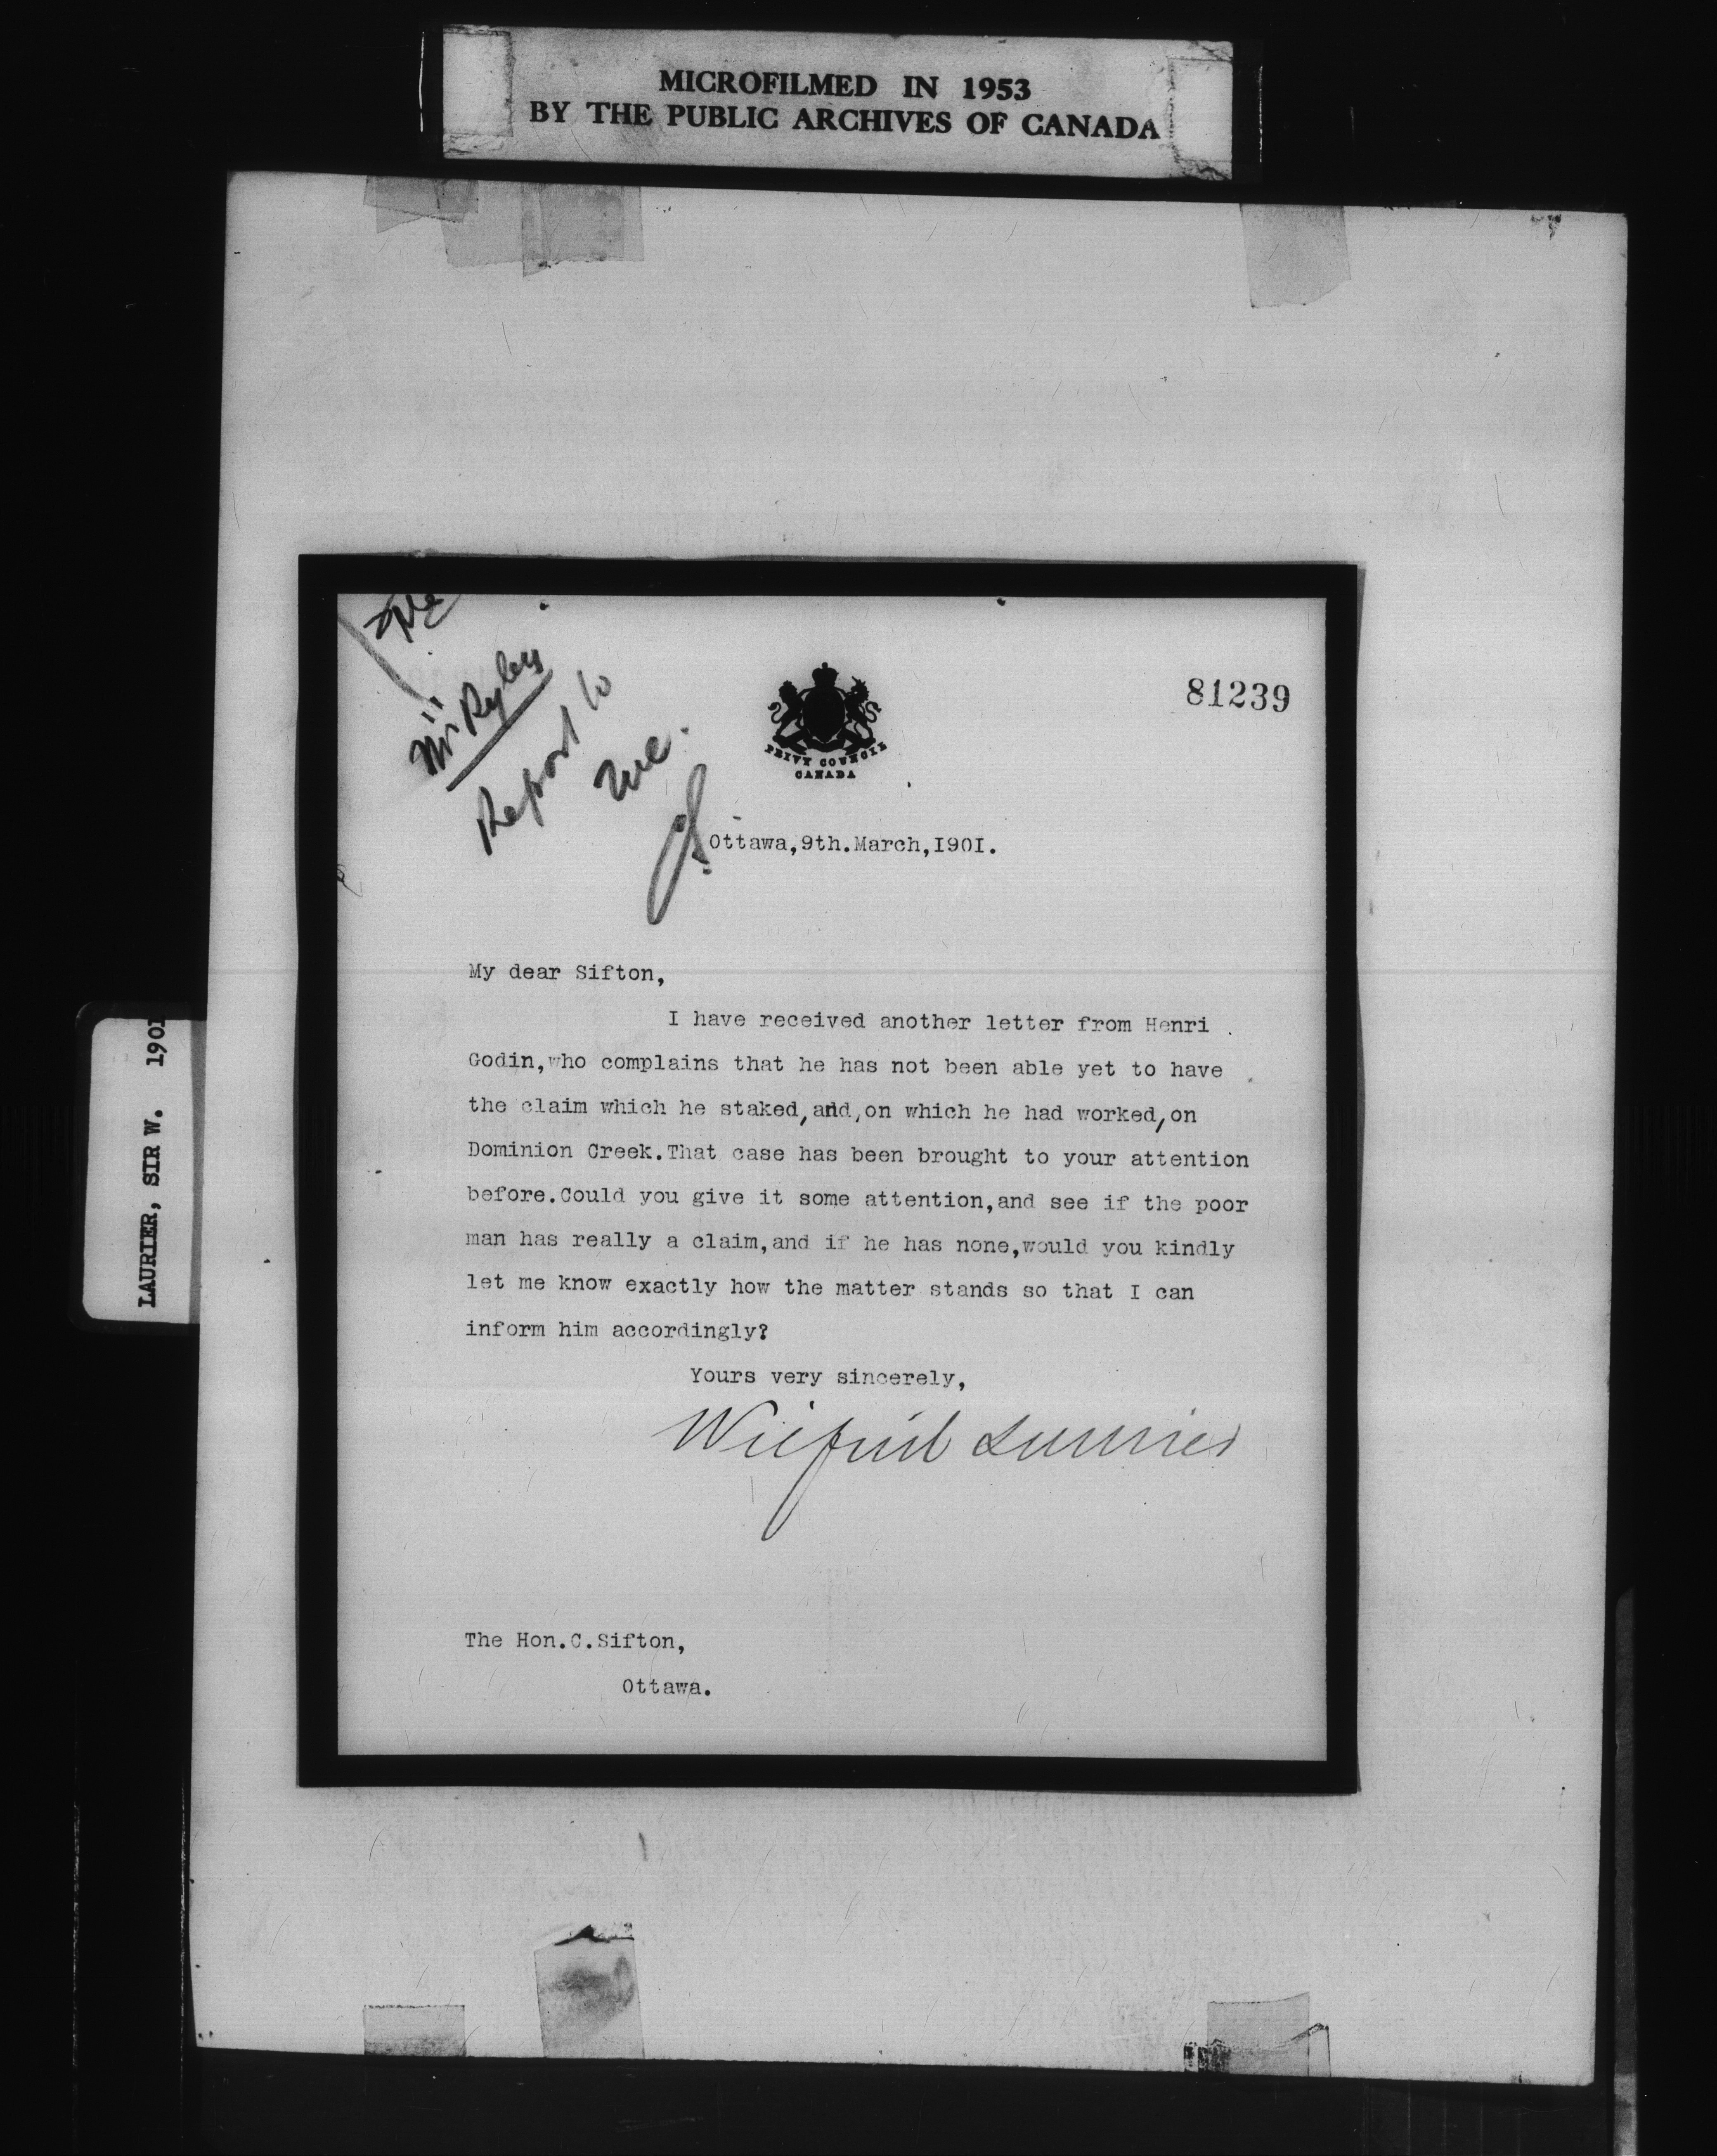 MICROFILMED IN 1953
BY THE PUBLIC ARCHIVES OF CANADA
LAURIER, SIR W. 1901
Mr Ryley
Report to
me.
81239
PRIVY COUNCIL
CANADA
Ottawa,9th.March,I90I.
My dear Sifton,
I have received another letter from Henri
Godin,who complains that he has not been able yet to have
the claim which he staked,and,on which he had worked,on
Dominion Creek.That case has been brought to your attention
before.Could you give it some attention,and see if the poor
man has really a claim,and if he has none,would you kindly
let me know exactly how the matter stands so that I can
inform him accordingly?
Yours very sincerely,
Wilfrid Laurier
The Hon.C.Sifton,
Ottawa.